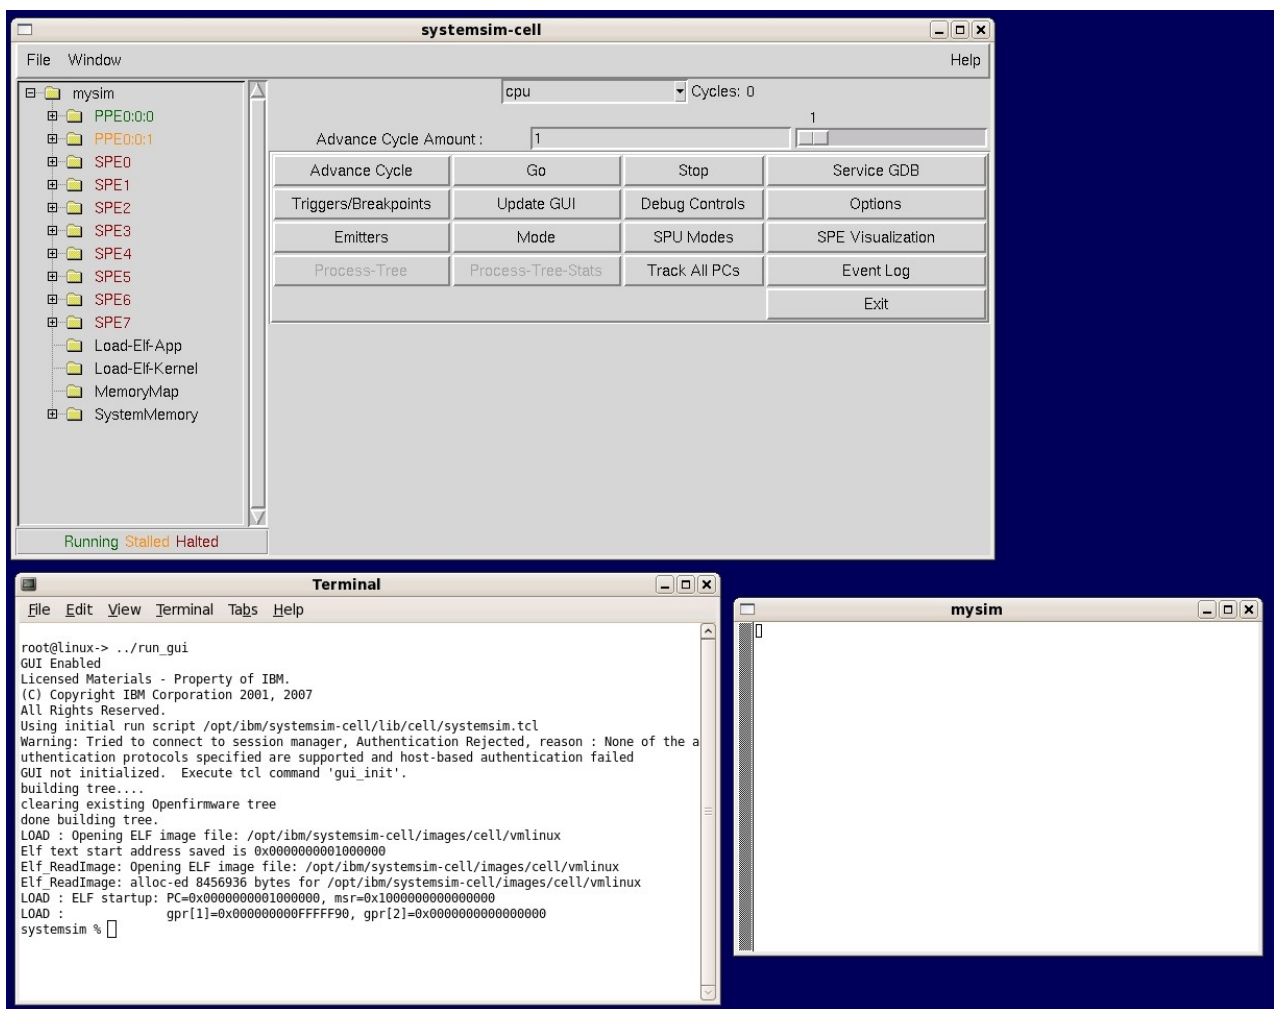 systemsim-cell
File Window Help
mysim
PPE0:0:0
PPE0:0:1
SPE0
SPE1
SPE2
SPE3
SPE4
SPE5
SPE6
SPE7
Load-Elf-App
Load-Elf-Kernel
MemoryMap
SystemMemory
Running Stalled Halted
cpu Cycles: 0
1
Advance Cycle Amount : 1
Advance Cycle Go Stop Service GDB
Triggers/Breakpoints Update GUI Debug Controls Options
Emitters Mode SPU Modes SPE Visualization
Process-Tree Process-Tree-Stats Track All PCs Event Log
Exit
Terminal
File Edit View Terminal Tabs Help
root@linux-> ../run_gui
GUI Enabled
Licensed Materials - Property of IBM.
(C) Copyright IBM Corporation 2001, 2007
All Rights Reserved.
Using initial run script /opt/ibm/systemsim-cell/lib/cell/systemsim.tcl
Warning: Tried to connect to session manager, Authentication Rejected, reason : None of the a
uthentication protocols specified are supported and host-based authentication failed
GUI not initialized.  Execute tcl command 'gui_init'.
building tree....
clearing existing Openfirmware tree
done building tree.
LOAD : Opening ELF image file: /opt/ibm/systemsim-cell/images/cell/vmlinux
Elf text start address saved is 0x0000000001000000
Elf_ReadImage: Opening ELF image file: /opt/ibm/systemsim-cell/images/cell/vmlinux
Elf_ReadImage: alloc-ed 8456936 bytes for /opt/ibm/systemsim-cell/images/cell/vmlinux
LOAD : ELF startup: PC=0x0000000001000000, msr=0x1000000000000000
LOAD :              gpr[1]=0x000000000FFFFF90, gpr[2]=0x0000000000000000
systemsim %
mysim